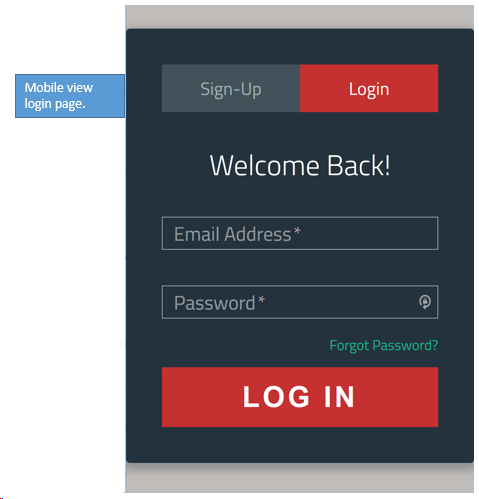 Mobile view
login page.
Sign-Up Login
Welcome Back!
Email Address*
Password*
Forgot Password?
LOG IN